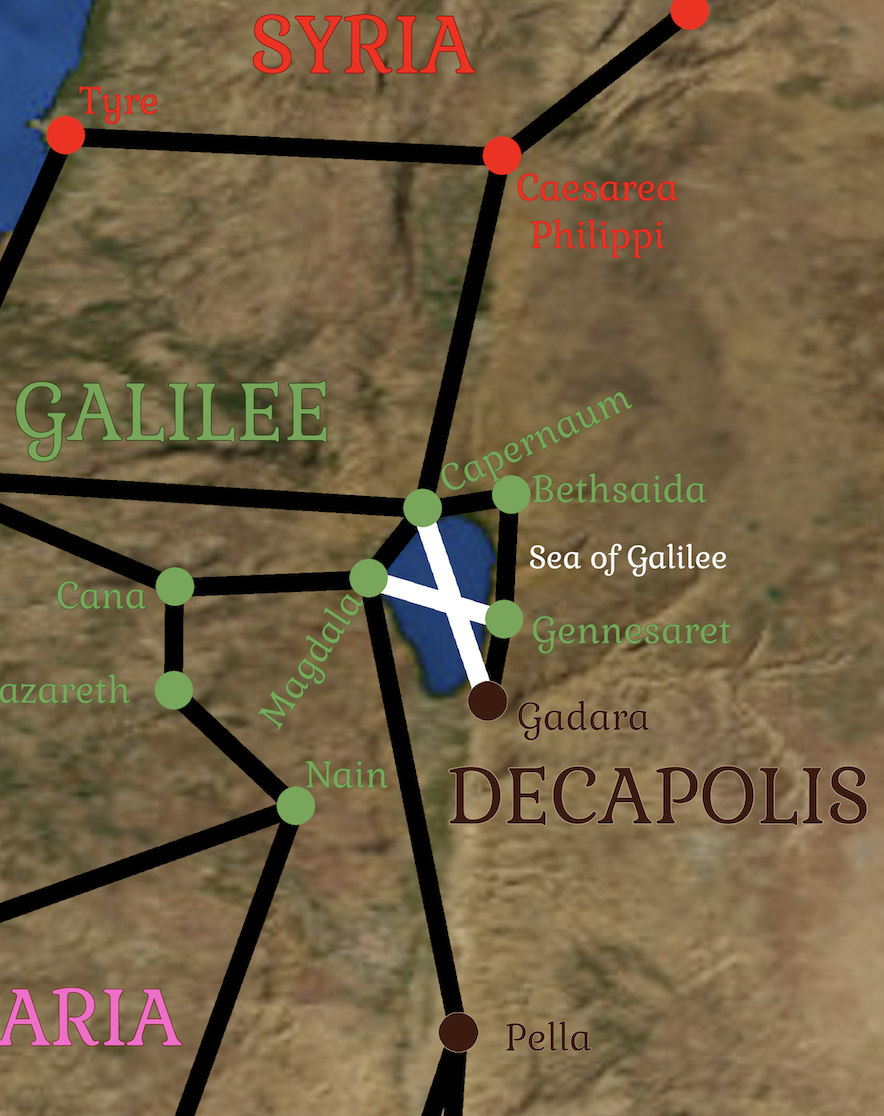 SYRIA
Tyre
Caesarea
Philippi
GALILEE
Capernaum
Bethsaida
Sea of Galilee
Cana
Magdala
Gennesaret
azareth
Gadara
Nain
DECAPOLIS
ARIA
Pella